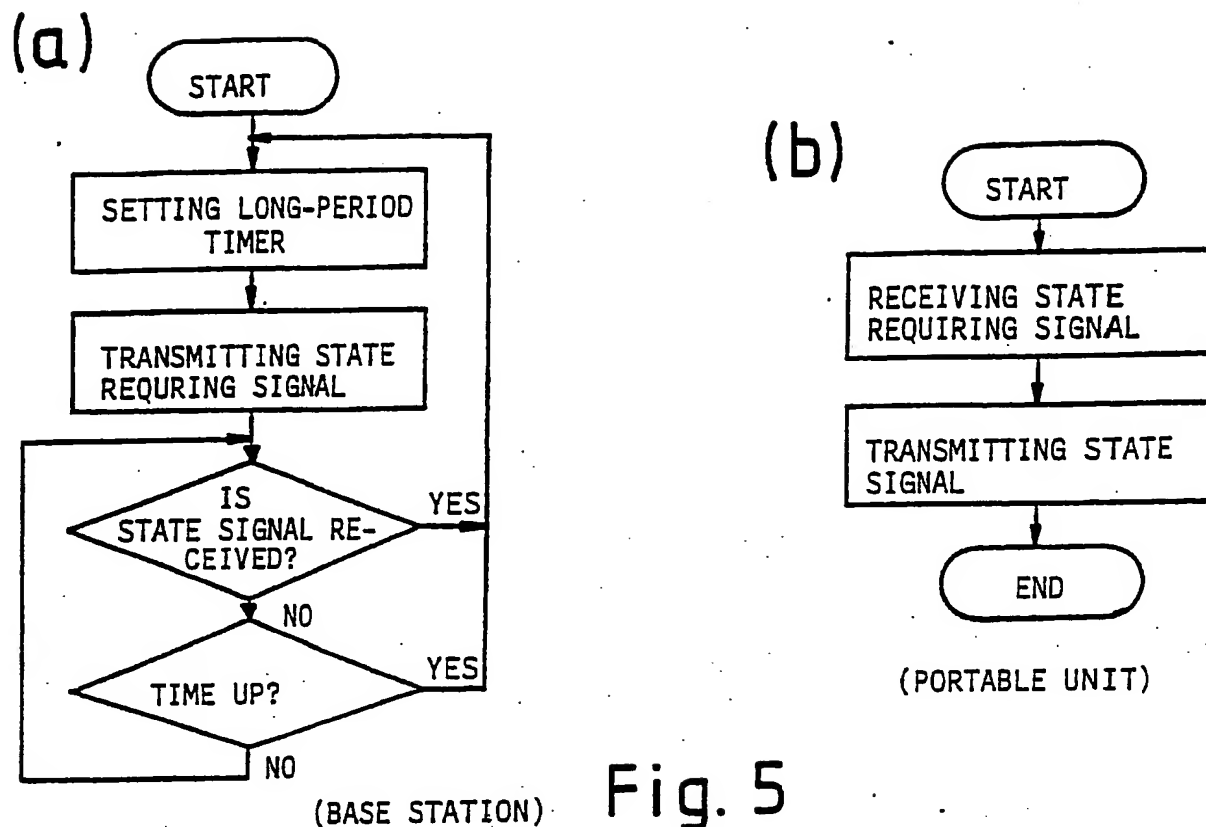 (a)
START
SETTING LONG-PERIOD
TIMER
TRANSMITTING STATE
REQURING SIGNAL
IS
STATE SIGNAL RE-
CEIVED?
YES
NO
TIME UP?
YES
NO
(BASE STATION)
(b)
START
RECEIVING STATE
REQUIRING SIGNAL
TRANSMITTING STATE
SIGNAL
END
(PORTABLE UNIT)
Fig. 5